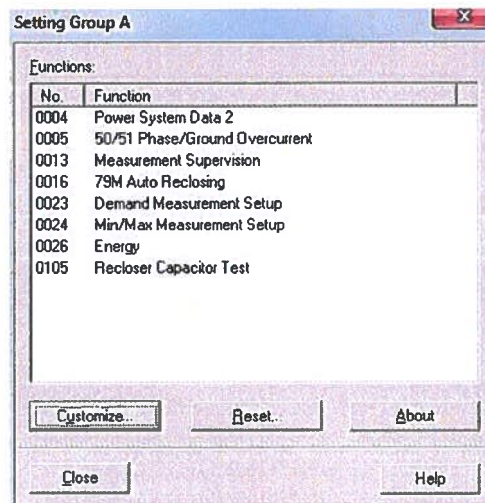 Setting Group A
Functions:
No. Function
0004 Power System Data 2
0005 50/51 Phase/Ground Overcurrent
0013 Measurement Supervision
0016 79M Auto Reclosing
0023 Demand Measurement Setup
0024 Min/Max Measurement Setup
0026 Energy
0105 Recloser Capacitor Test
Customize... Reset... About
Close Help